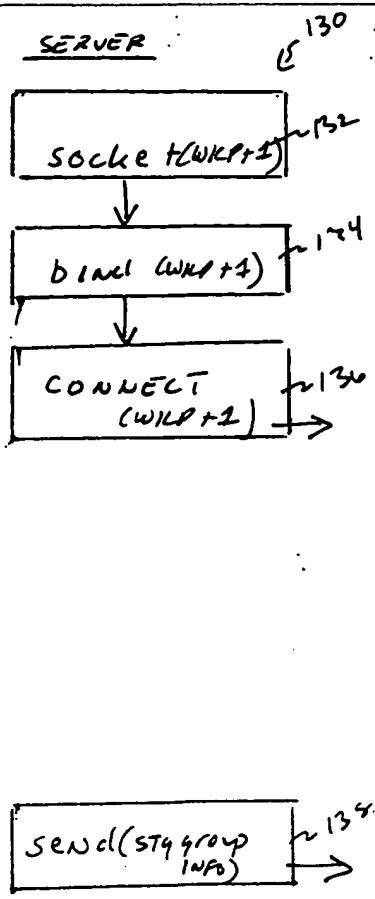 SERVER
130
socket(WKP+1)
132
bind (WKP+1)
134
CONNECT
(WKP+1)
136
send(stg group
INFO)
138